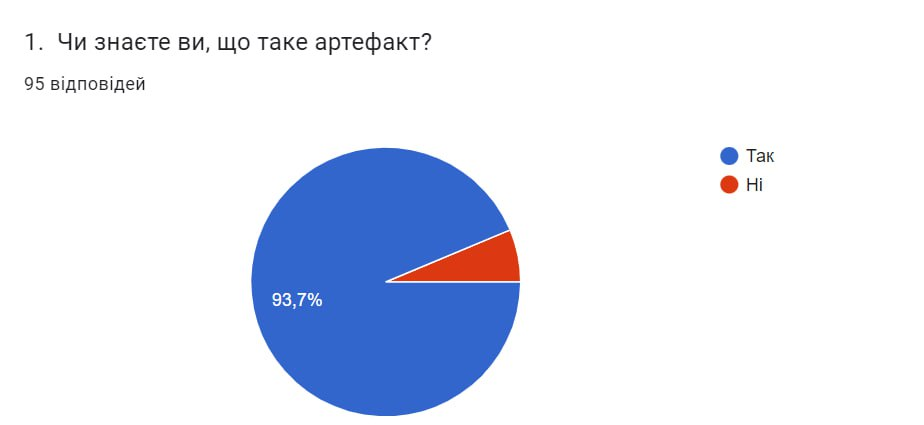 1. Чи знаєте ви, що таке артефакт?
95 відповідей
Так
Ні
93,7%